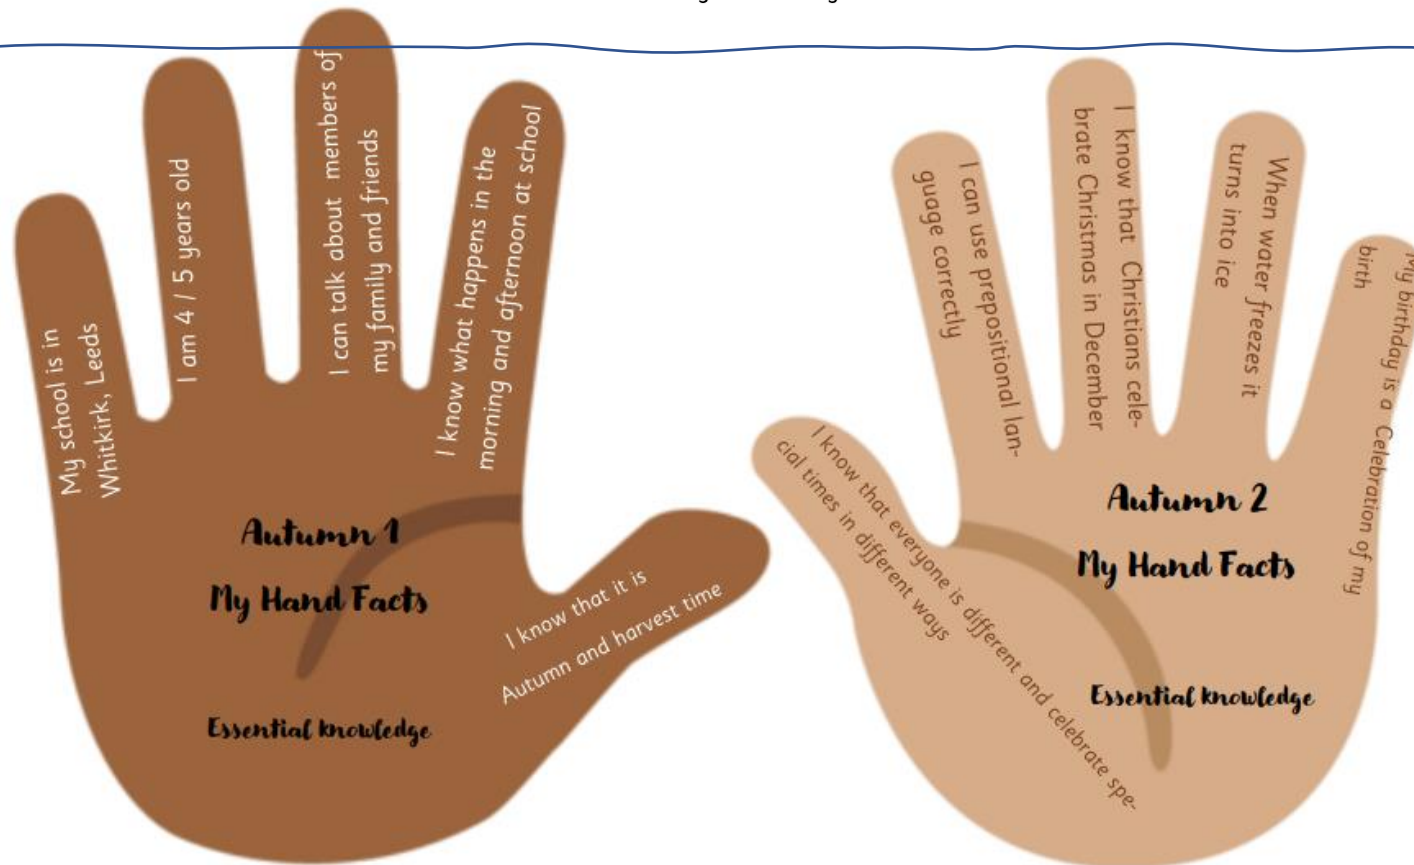 My school is in
Whitkirk, Leeds
I am 4 / 5 years old
I can talk about members of
my family and friends
I know what happens in the
morning and afternoon at school
I know that it is
Autumn and harvest time
Autumn 1
My Hand Facts
Essential knowledge
I know that everyone is different and celebrate spe-
cial times in different ways
I can use prepositional lan-
guage correctly
I know that Christians cele-
brate Christmas in December
When water freezes it
turns into ice
My birthday is a Celebration of my
birth
Autumn 2
My Hand Facts
Essential knowledge